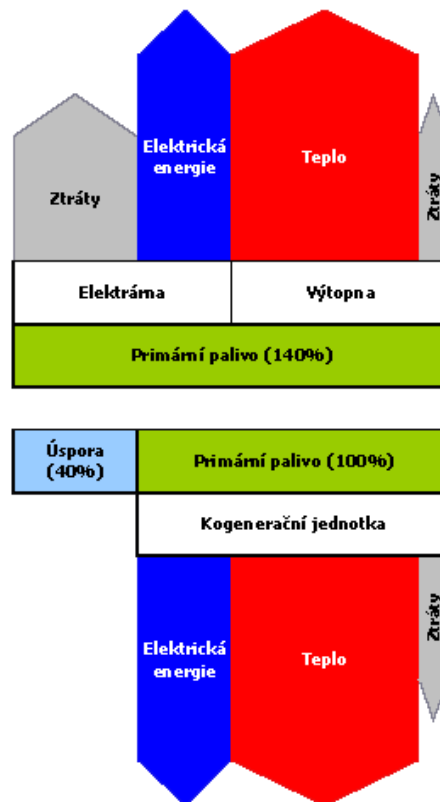 Ztráty
Elektrická
energie
Teplo
Ztráty
Elektrárna
Výtopna
Primární palivo (140%)
Úspora
(40%)
Primární palivo (100%)
Kogenerační jednotka
Elektrická
energie
Teplo
Ztráty